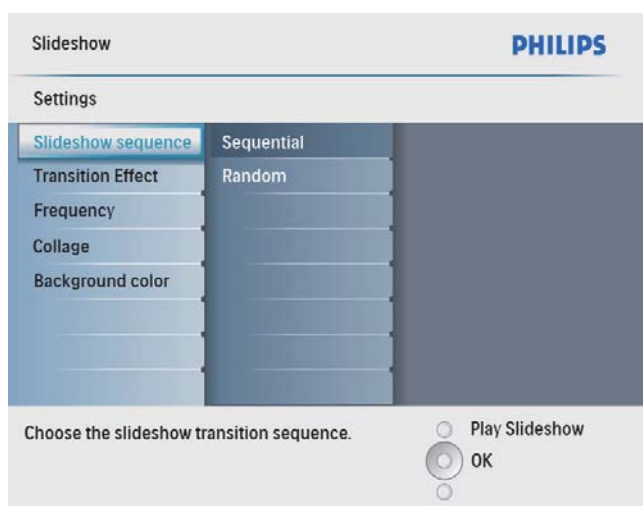 Slideshow
PHILIPS
Settings
Slideshow sequence
Sequential
Transition Effect
Random
Frequency
Collage
Background color
Choose the slideshow transition sequence.
Play Slideshow
OK